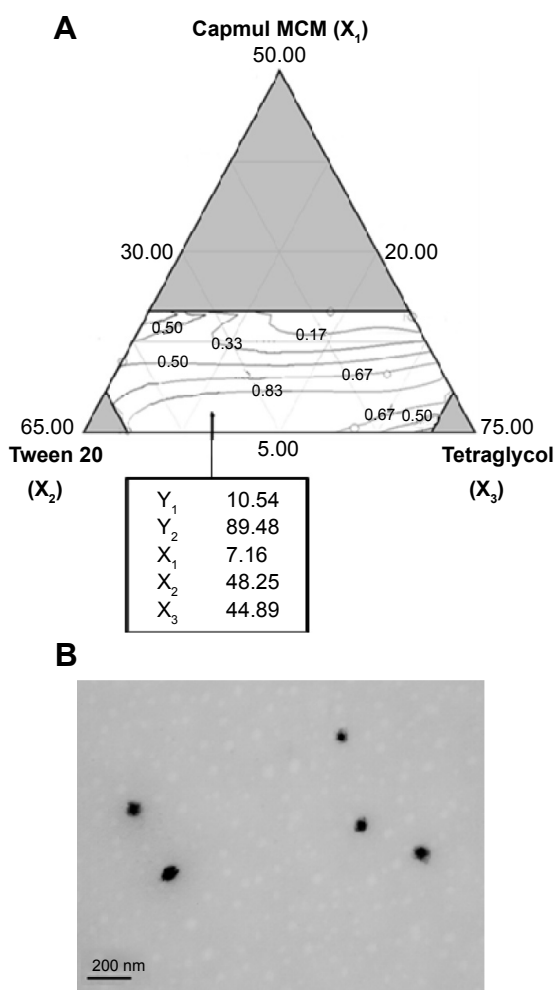 A
Capmul MCM (X₁)
50.00
30.00 20.00
0.50
0.33
0.17
0.50
0.67
0.83
0.67 0.50
65.00 5.00 75.00
Tween 20 Tetraglycol
(X₂) (X₃)
Y₁ 10.54
Y₂ 89.48
X₁ 7.16
X₂ 48.25
X₃ 44.89
B
200 nm